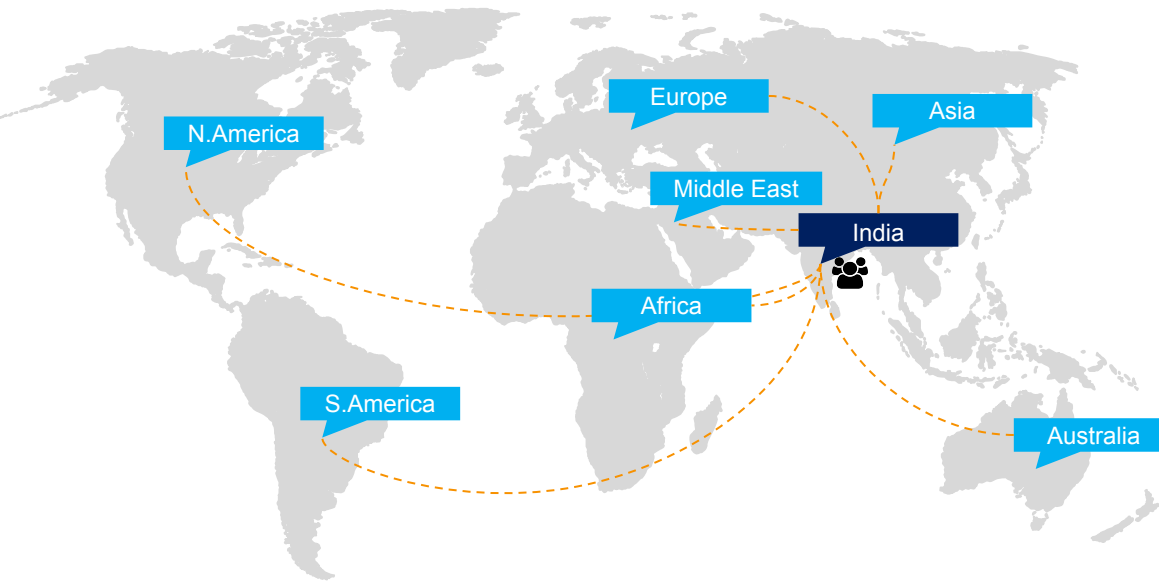 Europe
Asia
N.America
Middle East
India
Africa
S.America
Australia